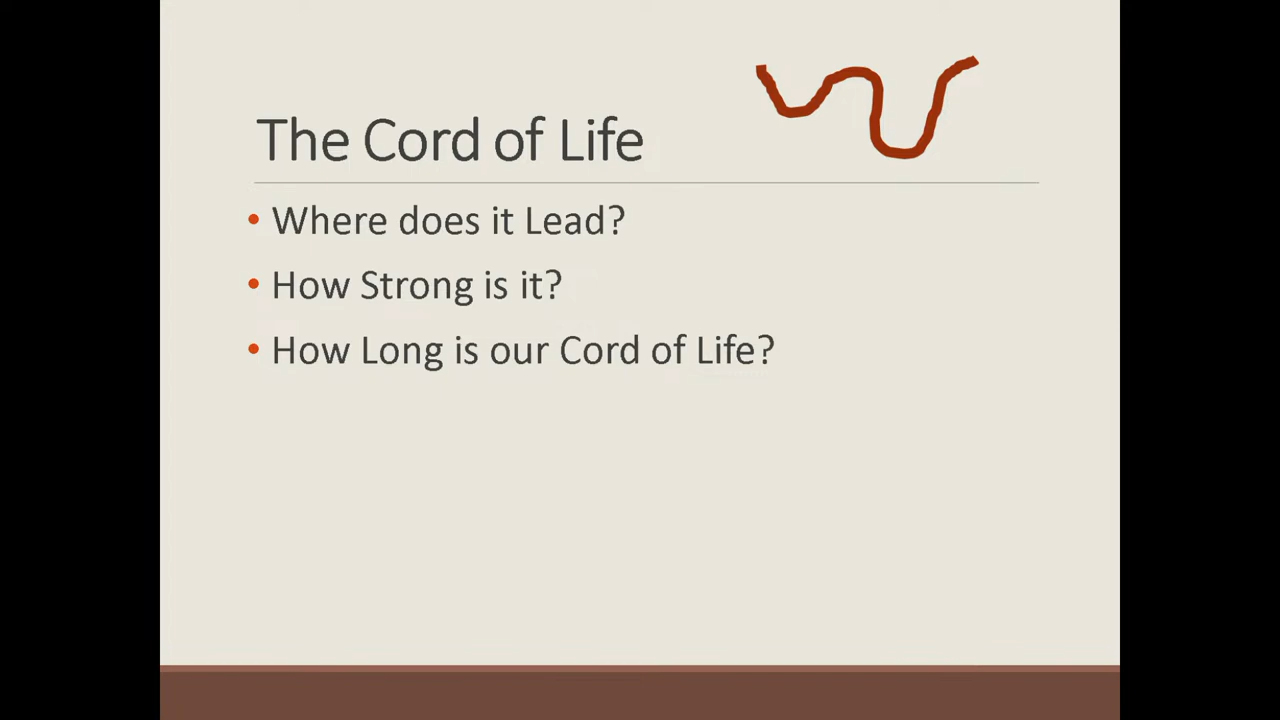 The Cord of Life
• Where does it Lead?
• How Strong is it?
• How Long is our Cord of Life?